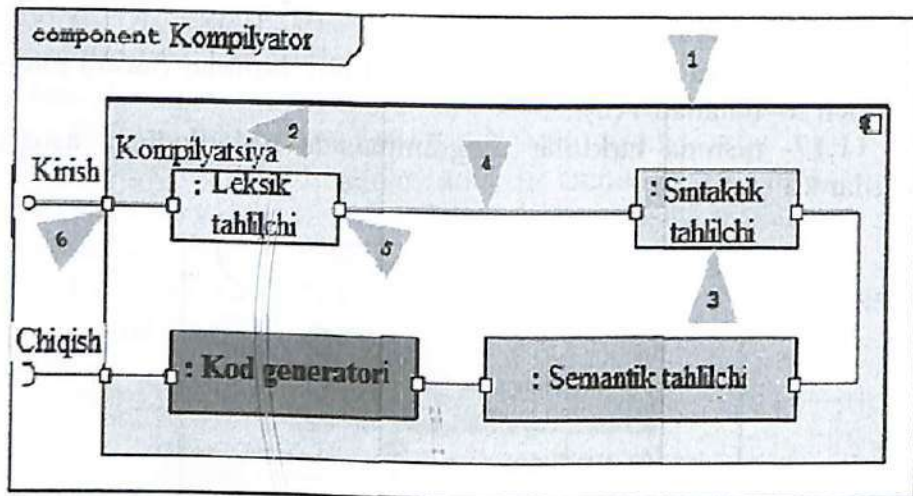 component Kompilyator
1
2
Kompilyatsiya
4
Kirish
: Leksik
tahlilchi
: Sintaktik
tahlilchi
6
5
3
Chiqish
: Kod generatori
: Semantik tahlilchi